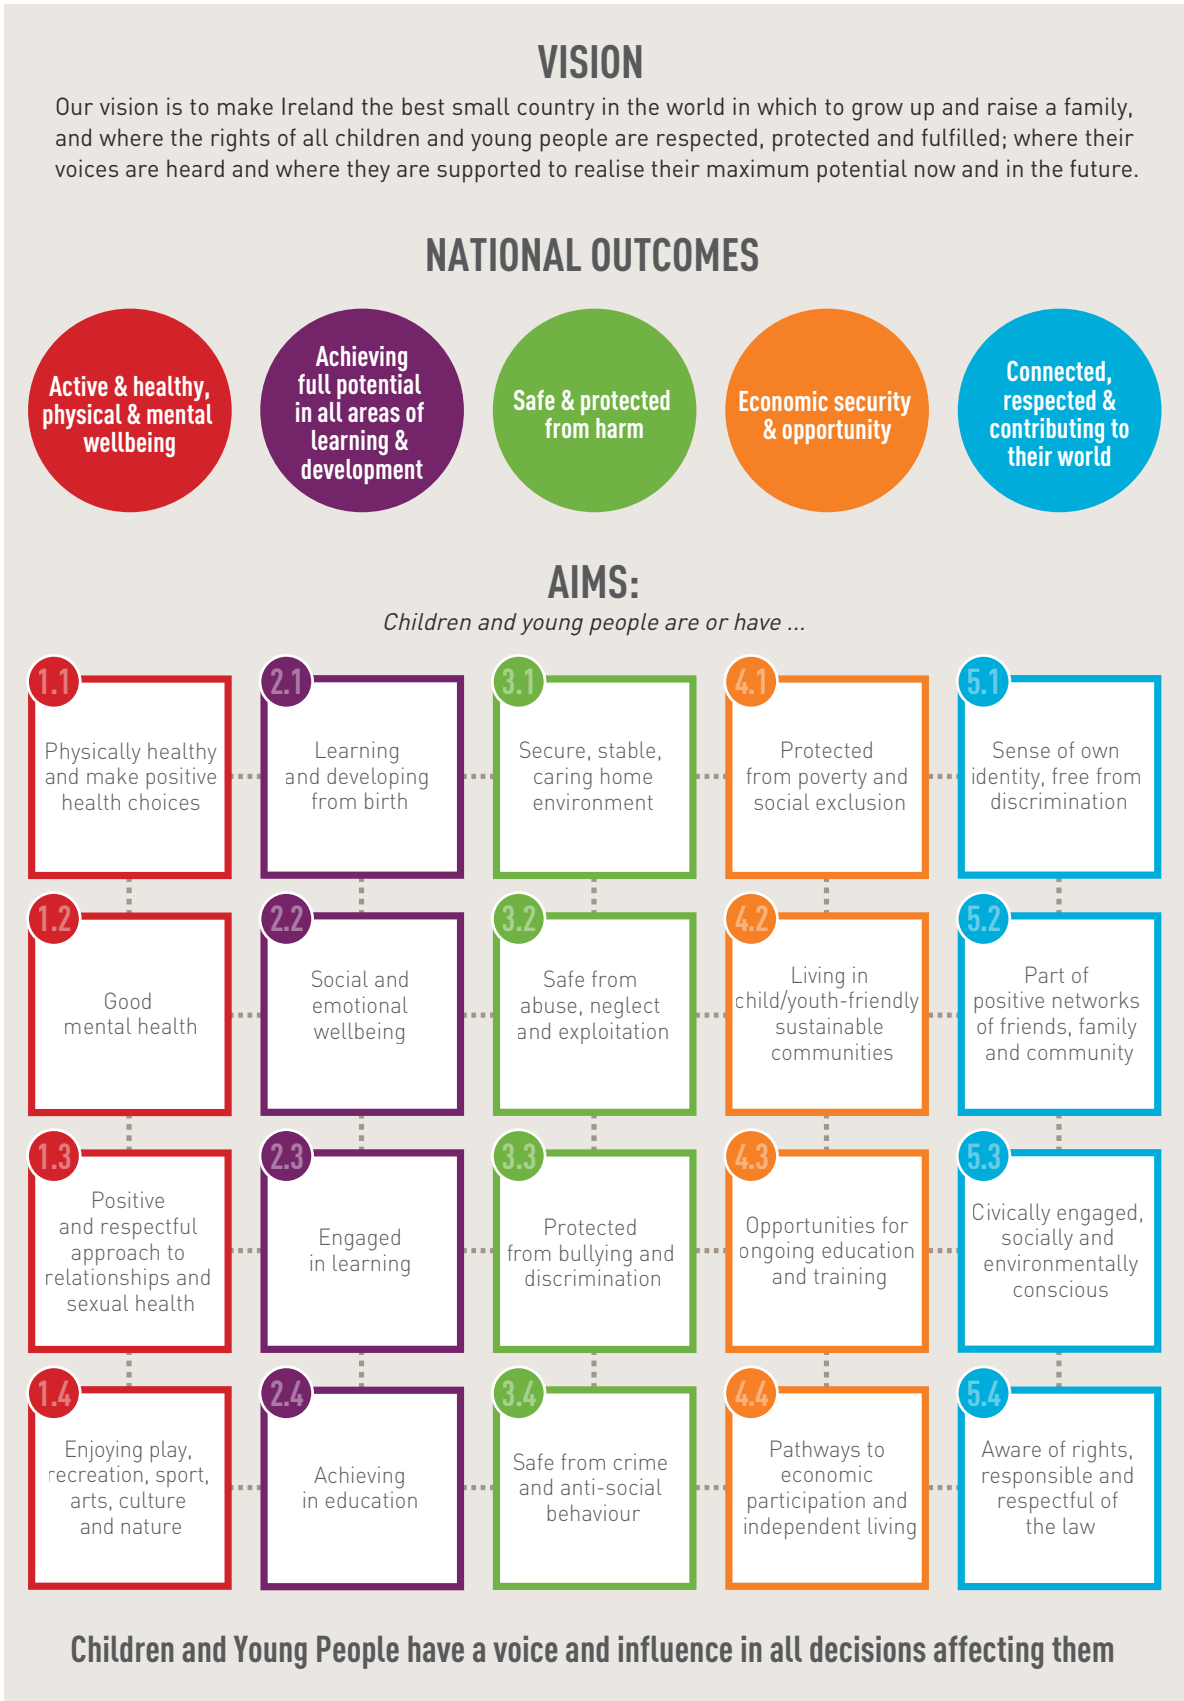 VISION
Our vision is to make Ireland the best small country in the world in which to grow up and raise a family,
and where the rights of all children and young people are respected, protected and fulfilled; where their
voices are heard and where they are supported to realise their maximum potential now and in the future.
NATIONAL OUTCOMES
Active & healthy,
physical & mental
wellbeing
Achieving
full potential
in all areas of
learning &
development
Safe & protected
from harm
Economic security
& opportunity
Connected,
respected &
contributing to
their world
AIMS:
Children and young people are or have ...
1.1
Physically healthy
and make positive
health choices
2.1
Learning
and developing
from birth
3.1
Secure, stable,
caring home
environment
4.1
Protected
from poverty and
social exclusion
5.1
Sense of own
identity, free from
discrimination
1.2
Good
mental health
2.2
Social and
emotional
wellbeing
3.2
Safe from
abuse, neglect
and exploitation
4.2
Living in
child/youth-friendly
sustainable
communities
5.2
Part of
positive networks
of friends, family
and community
1.3
Positive
and respectful
approach to
relationships and
sexual health
2.3
Engaged
in learning
3.3
Protected
from bullying and
discrimination
4.3
Opportunities for
ongoing education
and training
5.3
Civically engaged,
socially and
environmentally
conscious
1.4
Enjoying play,
recreation, sport,
arts, culture
and nature
2.4
Achieving
in education
3.4
Safe from crime
and anti-social
behaviour
4.4
Pathways to
economic
participation and
independent living
5.4
Aware of rights,
responsible and
respectful of
the law
Children and Young People have a voice and influence in all decisions affecting them